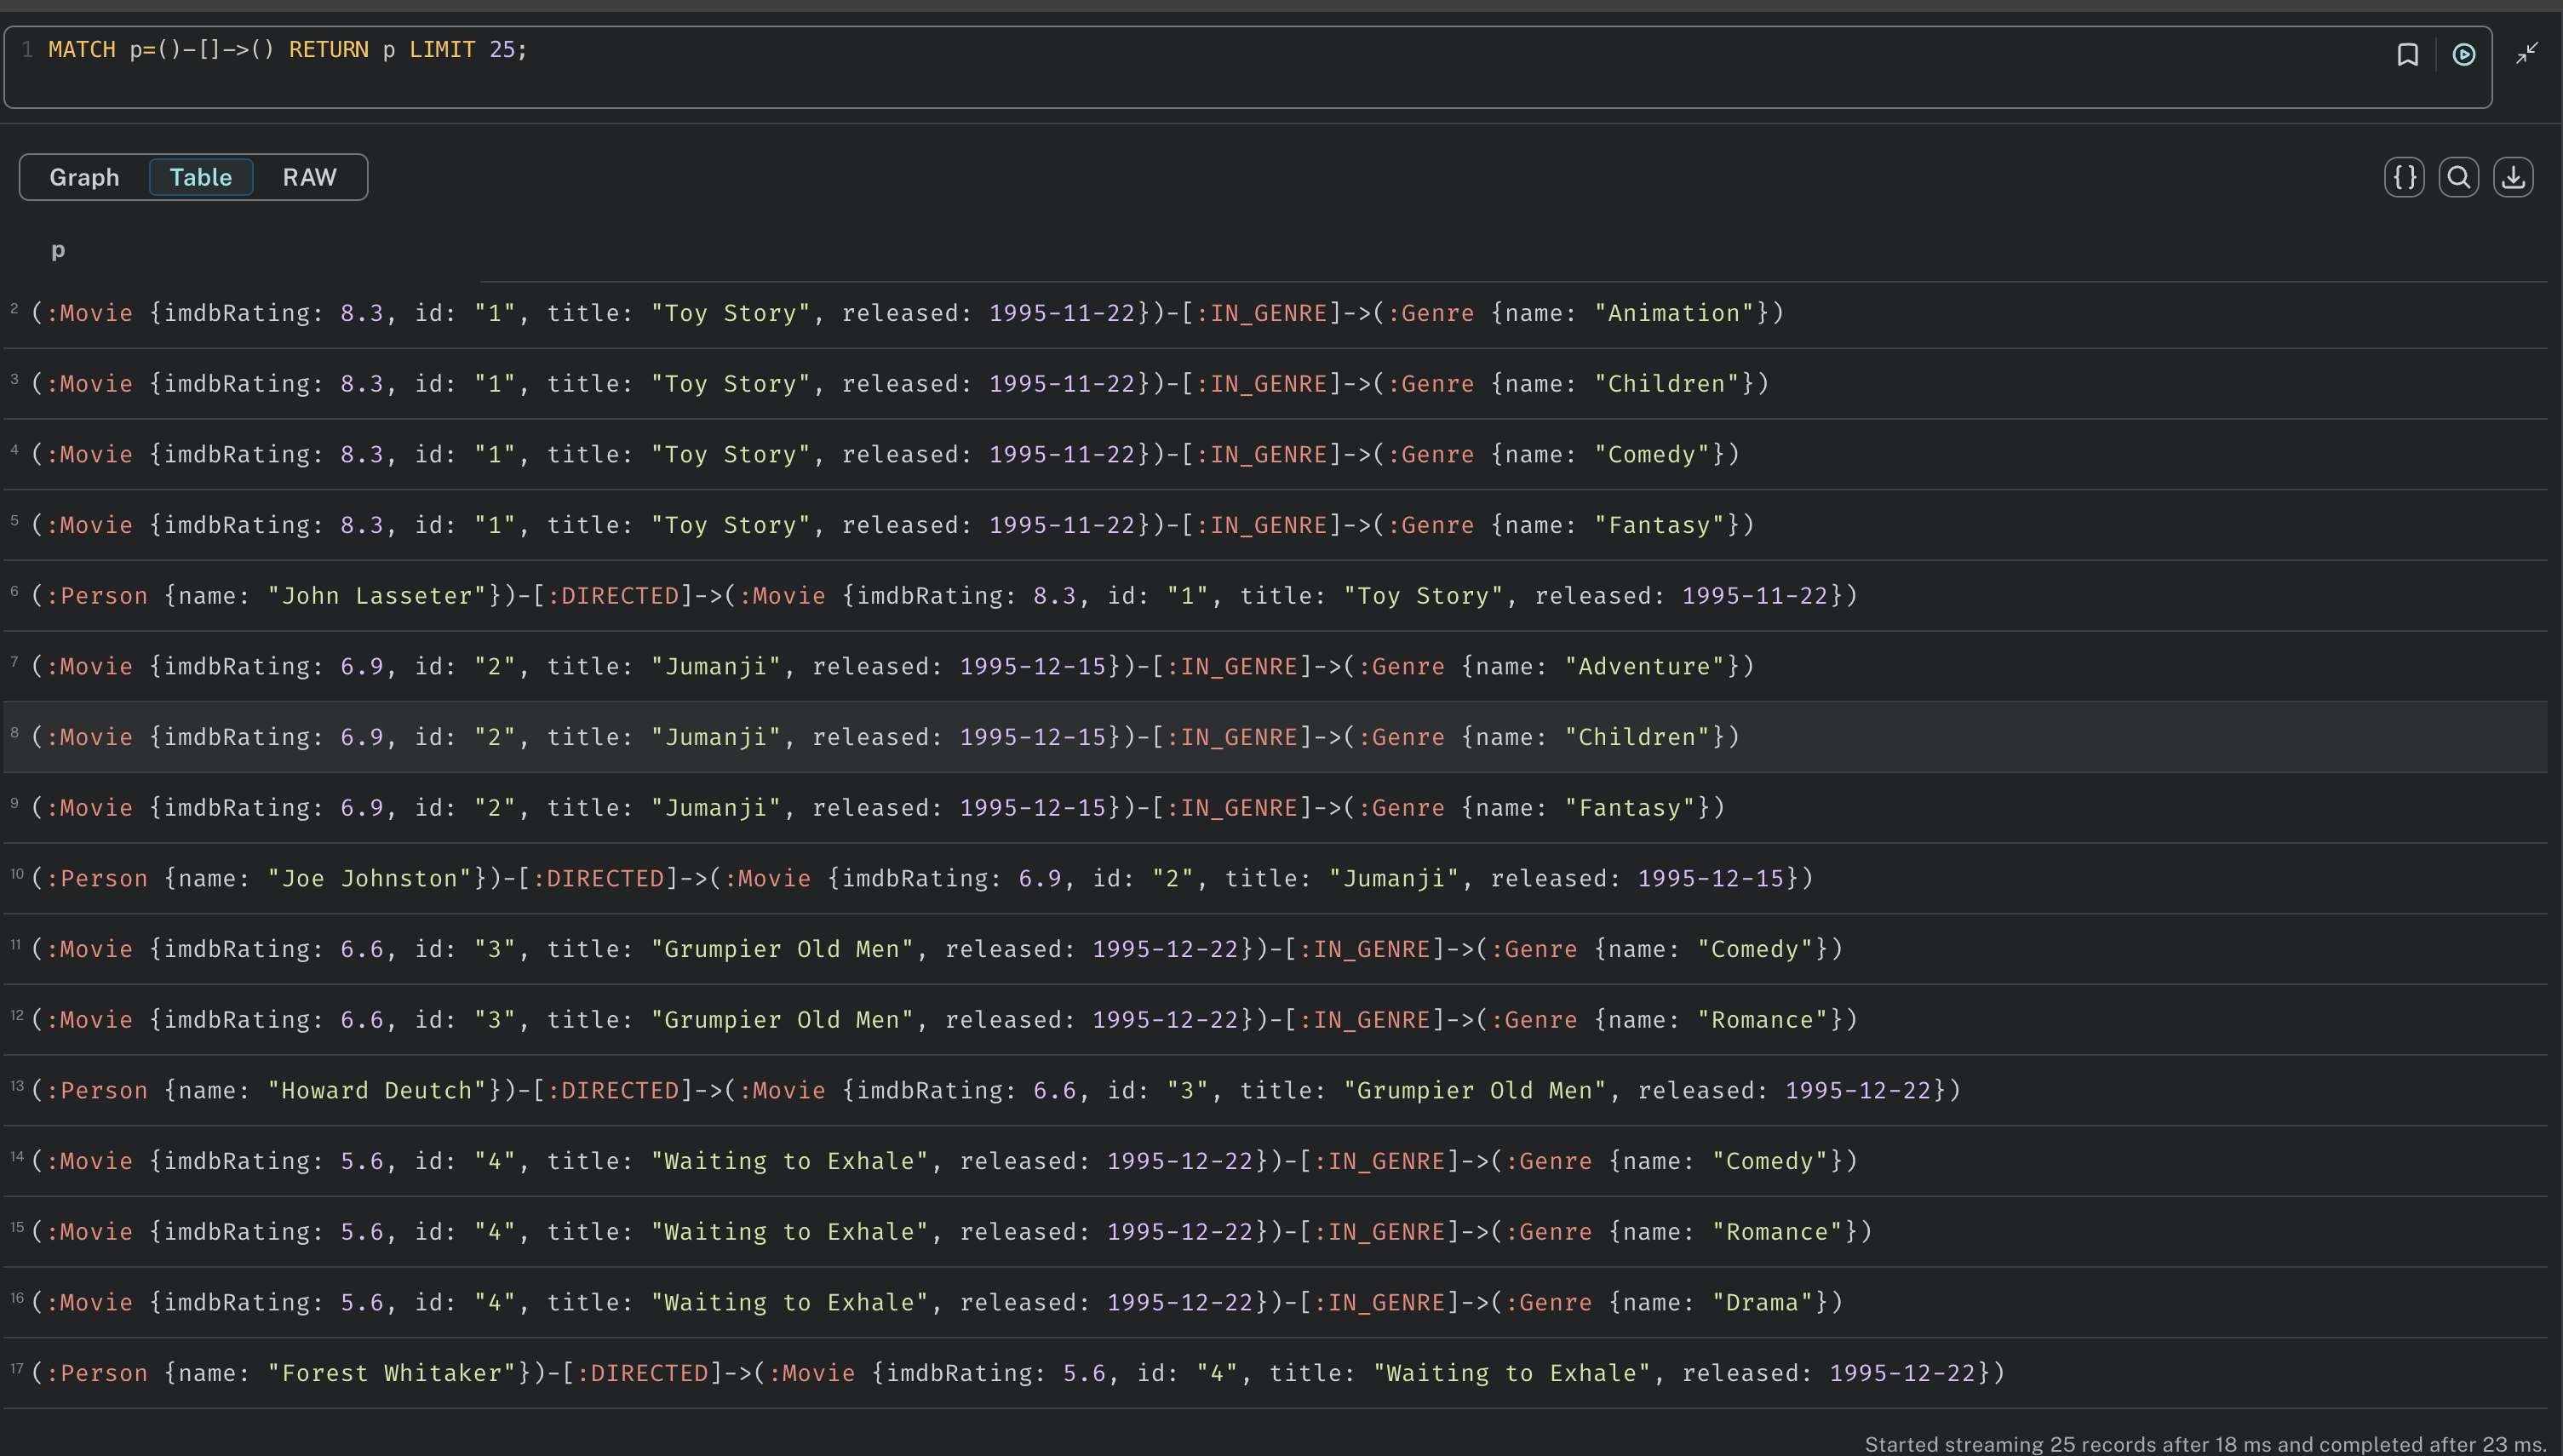 1 MATCH p=()-[]->() RETURN p LIMIT 25;
Graph Table RAW
p
2 (:Movie {imdbRating: 8.3, id: "1", title: "Toy Story", released: 1995-11-22})-[:IN_GENRE]->(:Genre {name: "Animation"})
3 (:Movie {imdbRating: 8.3, id: "1", title: "Toy Story", released: 1995-11-22})-[:IN_GENRE]->(:Genre {name: "Children"})
4 (:Movie {imdbRating: 8.3, id: "1", title: "Toy Story", released: 1995-11-22})-[:IN_GENRE]->(:Genre {name: "Comedy"})
5 (:Movie {imdbRating: 8.3, id: "1", title: "Toy Story", released: 1995-11-22})-[:IN_GENRE]->(:Genre {name: "Fantasy"})
6 (:Person {name: "John Lasseter"})-[:DIRECTED]->(:Movie {imdbRating: 8.3, id: "1", title: "Toy Story", released: 1995-11-22})
7 (:Movie {imdbRating: 6.9, id: "2", title: "Jumanji", released: 1995-12-15})-[:IN_GENRE]->(:Genre {name: "Adventure"})
8 (:Movie {imdbRating: 6.9, id: "2", title: "Jumanji", released: 1995-12-15})-[:IN_GENRE]->(:Genre {name: "Children"})
9 (:Movie {imdbRating: 6.9, id: "2", title: "Jumanji", released: 1995-12-15})-[:IN_GENRE]->(:Genre {name: "Fantasy"})
10 (:Person {name: "Joe Johnston"})-[:DIRECTED]->(:Movie {imdbRating: 6.9, id: "2", title: "Jumanji", released: 1995-12-15})
11 (:Movie {imdbRating: 6.6, id: "3", title: "Grumpier Old Men", released: 1995-12-22})-[:IN_GENRE]->(:Genre {name: "Comedy"})
12 (:Movie {imdbRating: 6.6, id: "3", title: "Grumpier Old Men", released: 1995-12-22})-[:IN_GENRE]->(:Genre {name: "Romance"})
13 (:Person {name: "Howard Deutch"})-[:DIRECTED]->(:Movie {imdbRating: 6.6, id: "3", title: "Grumpier Old Men", released: 1995-12-22})
14 (:Movie {imdbRating: 5.6, id: "4", title: "Waiting to Exhale", released: 1995-12-22})-[:IN_GENRE]->(:Genre {name: "Comedy"})
15 (:Movie {imdbRating: 5.6, id: "4", title: "Waiting to Exhale", released: 1995-12-22})-[:IN_GENRE]->(:Genre {name: "Romance"})
16 (:Movie {imdbRating: 5.6, id: "4", title: "Waiting to Exhale", released: 1995-12-22})-[:IN_GENRE]->(:Genre {name: "Drama"})
17 (:Person {name: "Forest Whitaker"})-[:DIRECTED]->(:Movie {imdbRating: 5.6, id: "4", title: "Waiting to Exhale", released: 1995-12-22})
Started streaming 25 records after 18 ms and completed after 23 ms.